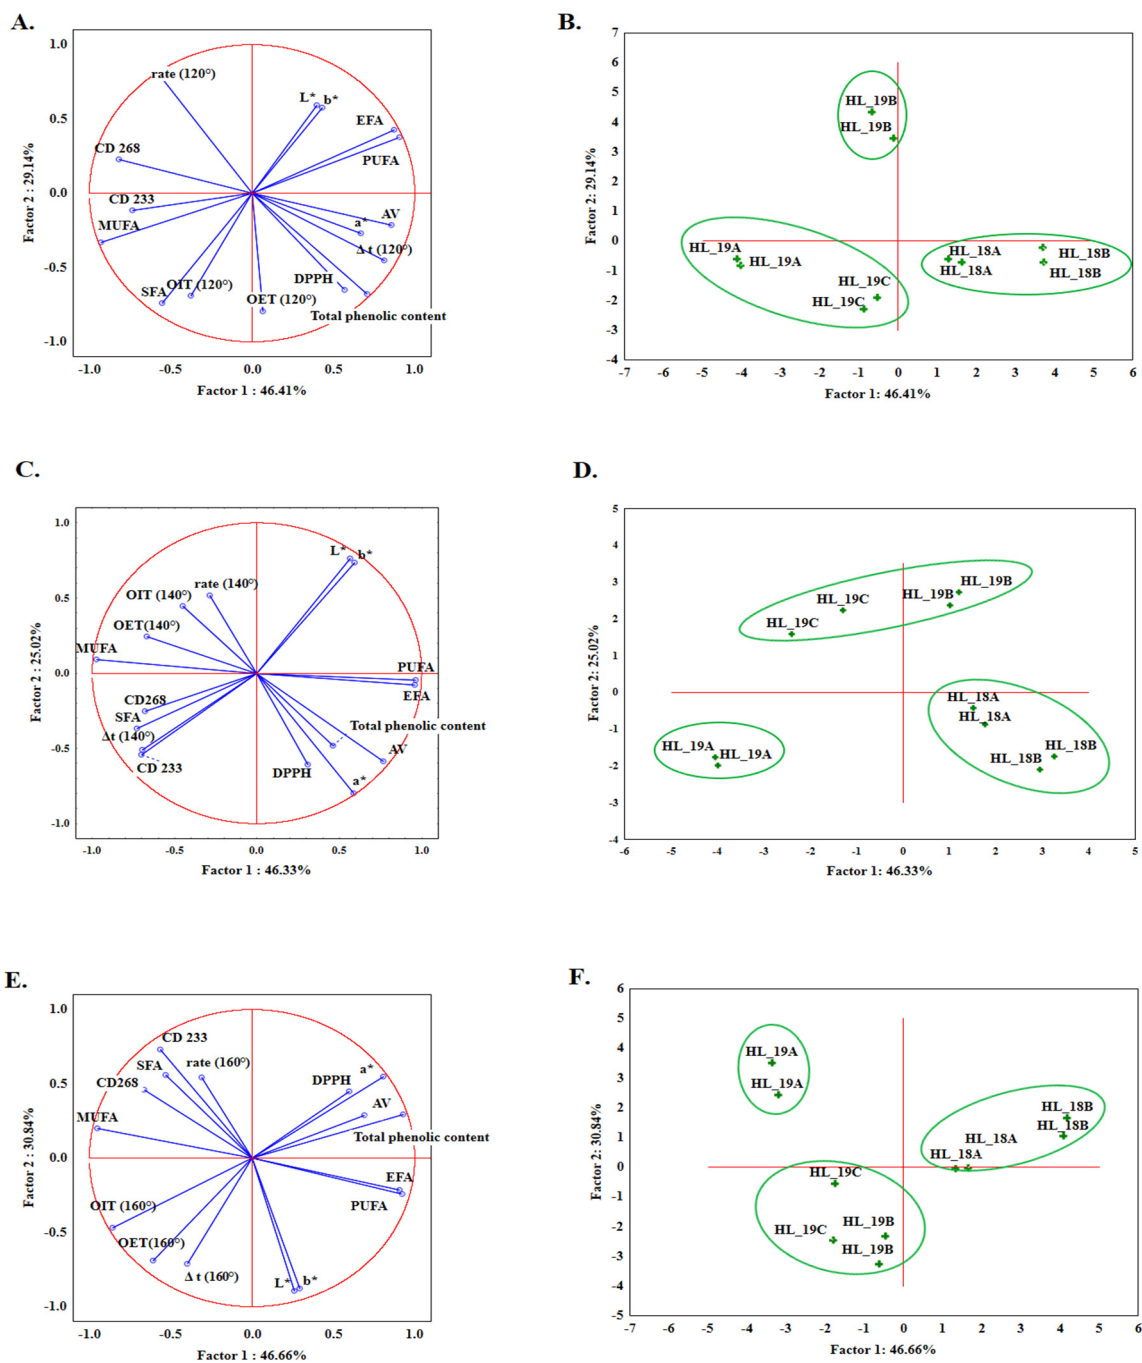 A.
1.0
0.5
0.0
-0.5
-1.0
Factor 2 : 29.14%
rate (120°)
L*
b*
EFA
PUFA
CD 268
CD 233
MUFA
AV
a*
Δ t (120°)
DPPH
SFA
OIT (120°)
OET (120°)
Total phenolic content
-1.0 -0.5 0.0 0.5 1.0
Factor 1 : 46.41%
B.
7
6
5
4
3
2
1
0
-1
-2
-3
-4
Factor 2: 29.14%
HL_19B
HL_19B
HL_19A
HL_19A
HL_18A
HL_18A
HL_18B
HL_18B
HL_19C
HL_19C
-7 -6 -5 -4 -3 -2 -1 0 1 2 3 4 5 6
Factor 1: 46.41%
C.
1.0
0.5
0.0
-0.5
-1.0
Factor 2 : 25.02%
L*
b*
rate (140°)
OIT (140°)
OET(140°)
MUFA
PUFA
EFA
CD268
SFA
Δt (140°)
CD 233
Total phenolic content
AV
DPPH
a*
-1.0 -0.5 0.0 0.5 1.0
Factor 1 : 46.33%
D.
5
4
3
2
1
0
-1
-2
-3
-4
Factor 2: 25.02%
HL_19B
HL_19B
HL_19C
HL_19C
HL_18A
HL_18A
HL_18B
HL_18B
HL_19A
HL_19A
-6 -5 -4 -3 -2 -1 0 1 2 3 4 5
Factor 1: 46.33%
E.
1.0
0.5
0.0
-0.5
-1.0
Factor 2 : 30.84%
CD 233
SFA
rate (160°)
CD268
MUFA
a*
DPPH
AV
Total phenolic content
EFA
PUFA
OIT (160°)
OET(160°)
Δ t (160°)
L*
b*
-1.0 -0.5 0.0 0.5 1.0
Factor 1 : 46.66%
F.
6
5
4
3
2
1
0
-1
-2
-3
-4
-5
Factor 2: 30.84%
HL_19A
HL_19A
HL_18B
HL_18B
HL_18A
HL_18A
HL_19C
HL_19C
HL_19B
HL_19B
-7 -6 -5 -4 -3 -2 -1 0 1 2 3 4 5 6
Factor 1: 46.66%